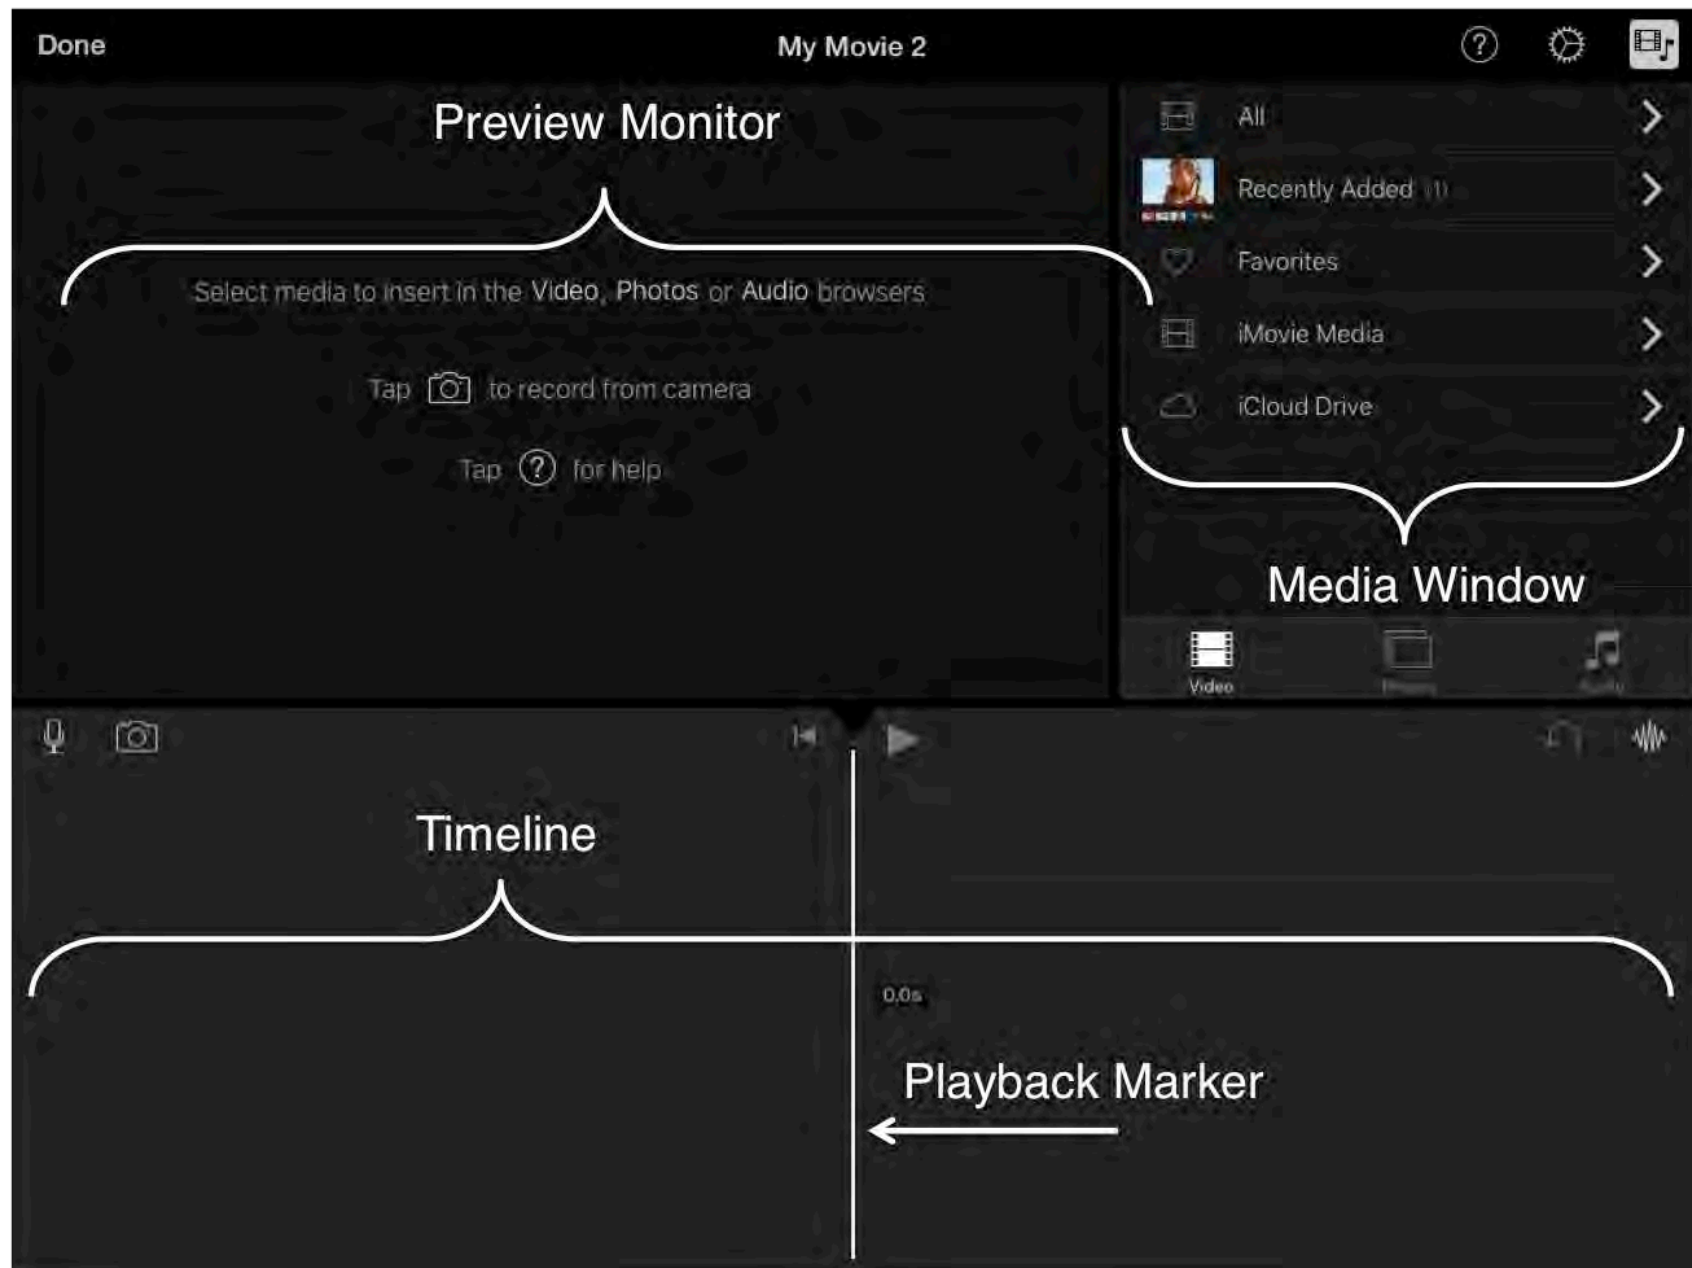 Done
My Movie 2
Preview Monitor
Select media to insert in the Video, Photos or Audio browsers
Tap to record from camera
Tap ? for help
All
Recently Added (1)
Favorites
iMovie Media
iCloud Drive
Media Window
Video
Timeline
0.0s
Playback Marker